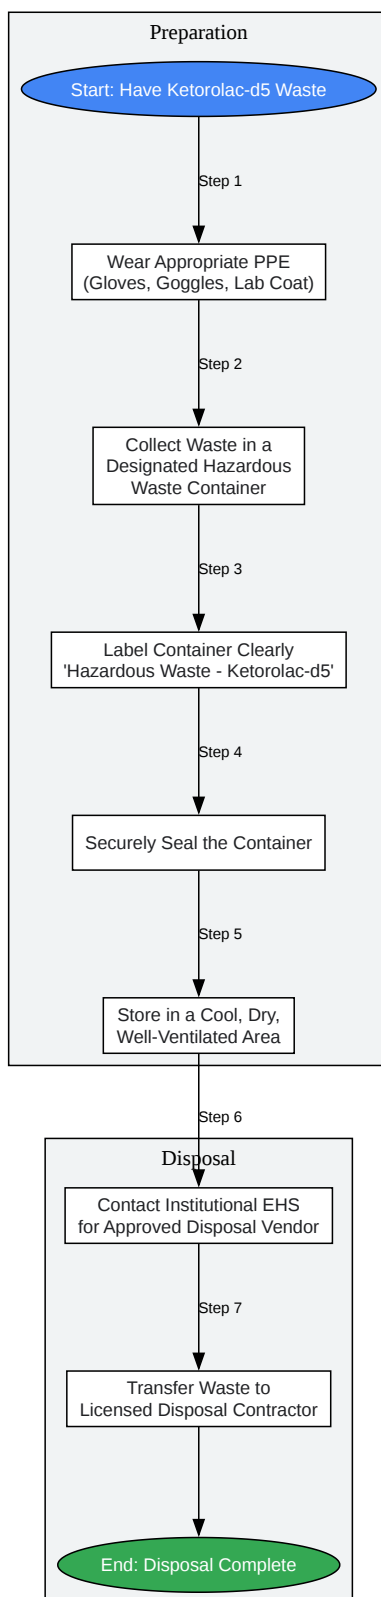 Preparation
Start: Have Ketorolac-d5 Waste
Step 1
Wear Appropriate PPE
(Gloves, Goggles, Lab Coat)
Step 2
Collect Waste in a
Designated Hazardous
Waste Container
Step 3
Label Container Clearly
'Hazardous Waste - Ketorolac-d5'
Step 4
Securely Seal the Container
Step 5
Store in a Cool, Dry,
Well-Ventilated Area
Step 6
Disposal
Contact Institutional EHS
for Approved Disposal Vendor
Step 7
Transfer Waste to
Licensed Disposal Contractor
End: Disposal Complete